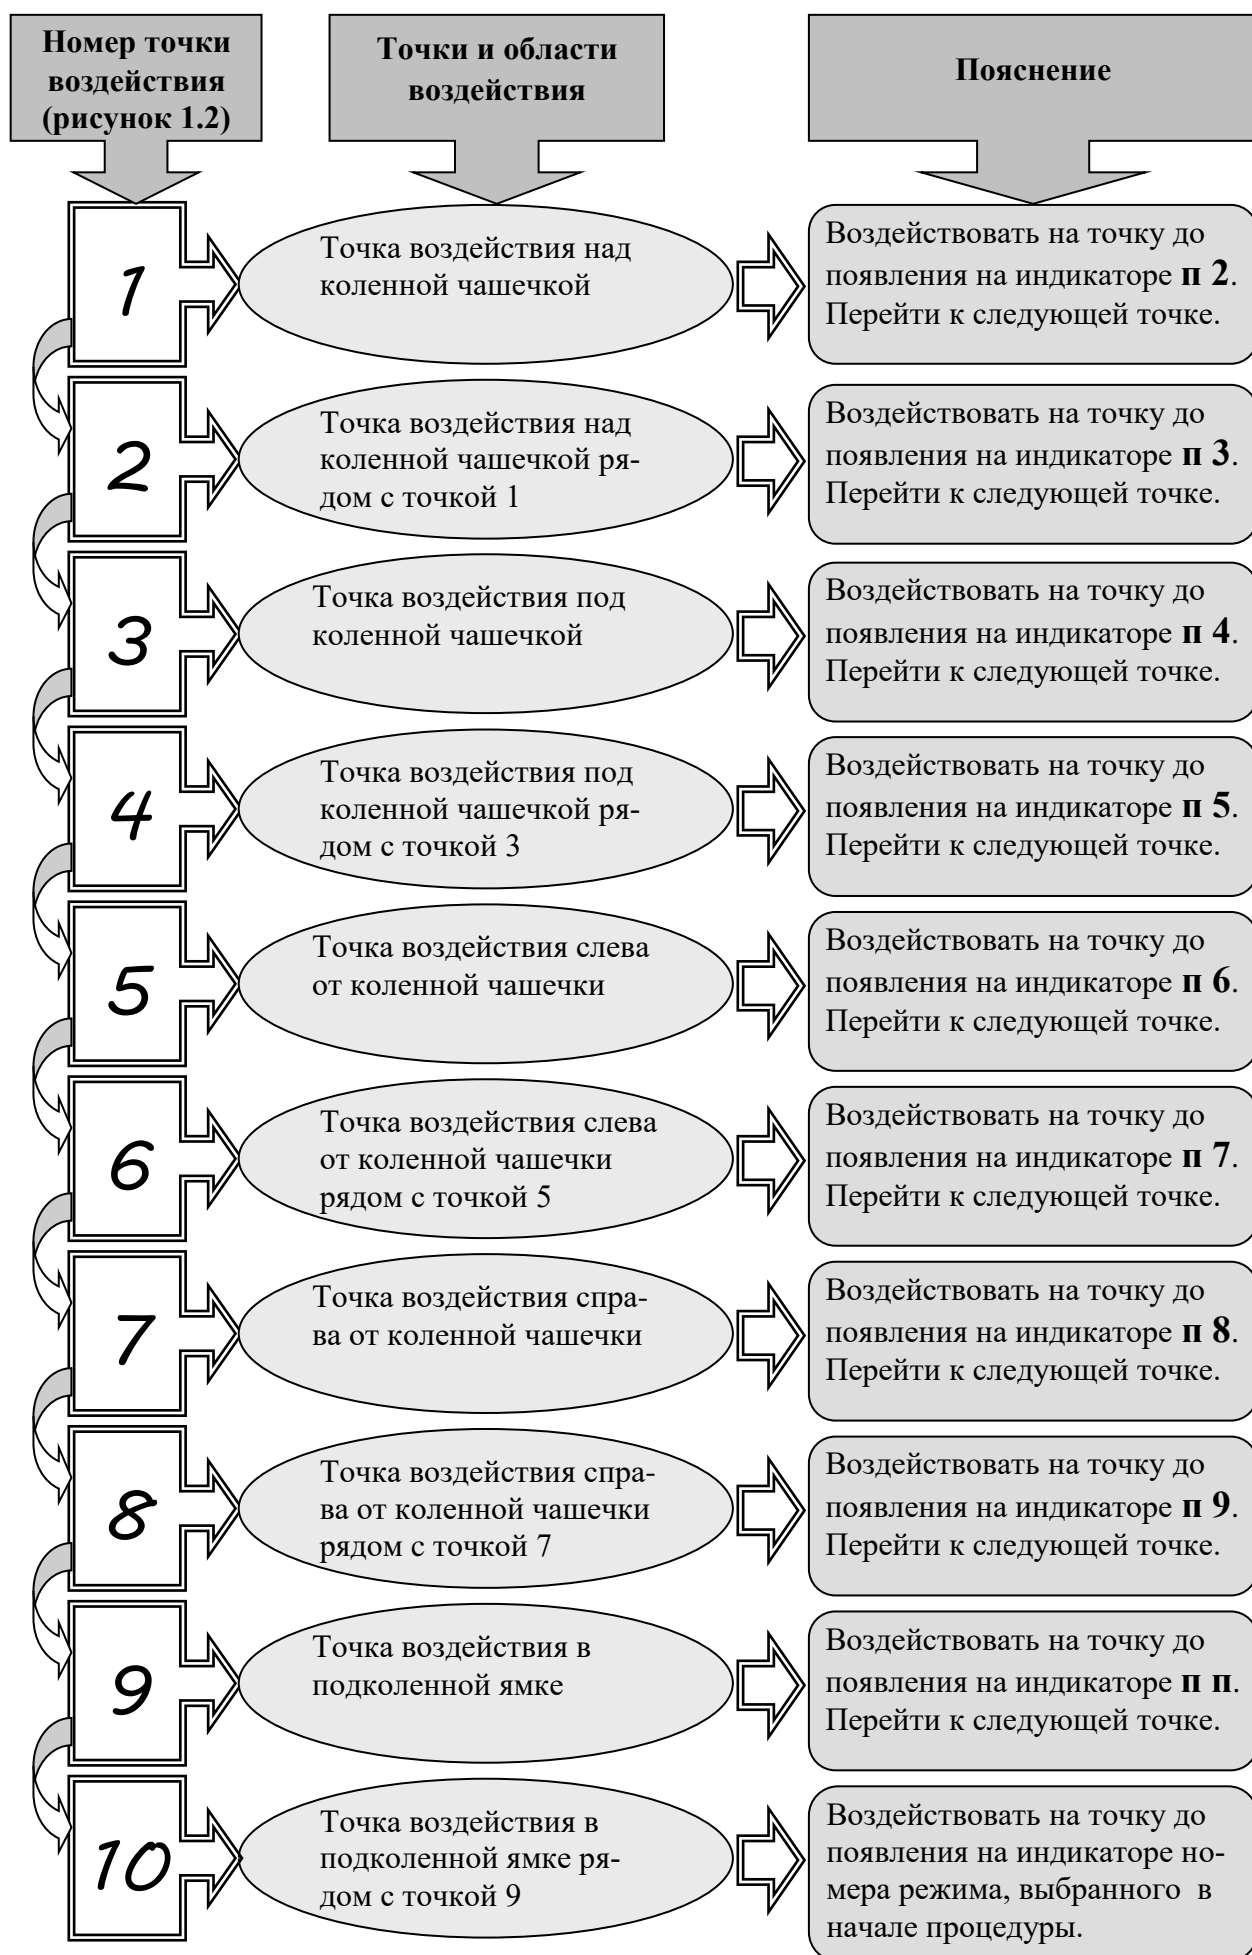 Номер точки
воздействия
(рисунок 1.2)
Точки и области
воздействия
Пояснение
1
Точка воздействия над
коленной чашечкой
Воздействовать на точку до
появления на индикаторе п 2.
Перейти к следующей точке.
2
Точка воздействия над
коленной чашечкой ря-
дом с точкой 1
Воздействовать на точку до
появления на индикаторе п 3.
Перейти к следующей точке.
3
Точка воздействия под
коленной чашечкой
Воздействовать на точку до
появления на индикаторе п 4.
Перейти к следующей точке.
4
Точка воздействия под
коленной чашечкой ря-
дом с точкой 3
Воздействовать на точку до
появления на индикаторе п 5.
Перейти к следующей точке.
5
Точка воздействия слева
от коленной чашечки
Воздействовать на точку до
появления на индикаторе п 6.
Перейти к следующей точке.
6
Точка воздействия слева
от коленной чашечки
рядом с точкой 5
Воздействовать на точку до
появления на индикаторе п 7.
Перейти к следующей точке.
7
Точка воздействия спра-
ва от коленной чашечки
Воздействовать на точку до
появления на индикаторе п 8.
Перейти к следующей точке.
8
Точка воздействия спра-
ва от коленной чашечки
рядом с точкой 7
Воздействовать на точку до
появления на индикаторе п 9.
Перейти к следующей точке.
9
Точка воздействия в
подколенной ямке
Воздействовать на точку до
появления на индикаторе п п.
Перейти к следующей точке.
10
Точка воздействия в
подколенной ямке ря-
дом с точкой 9
Воздействовать на точку до
появления на индикаторе но-
мера режима, выбранного в
начале процедуры.